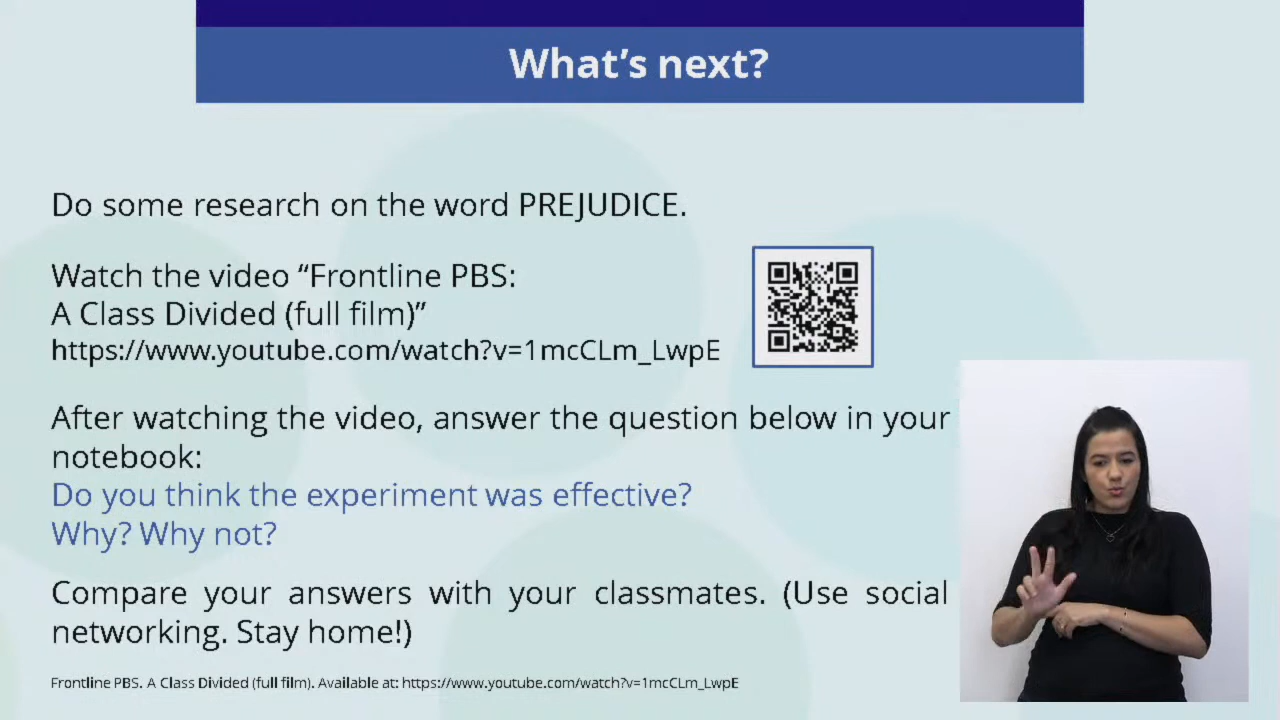 What’s next?
Do some research on the word PREJUDICE.
Watch the video “Frontline PBS:
A Class Divided (full film)”
https://www.youtube.com/watch?v=1mcCLm_LwpE
After watching the video, answer the question below in your
notebook:
Do you think the experiment was effective?
Why? Why not?
Compare your answers with your classmates. (Use social
networking. Stay home!)
Frontline PBS. A Class Divided (full film). Available at: https://www.youtube.com/watch?v=1mcCLm_LwpE